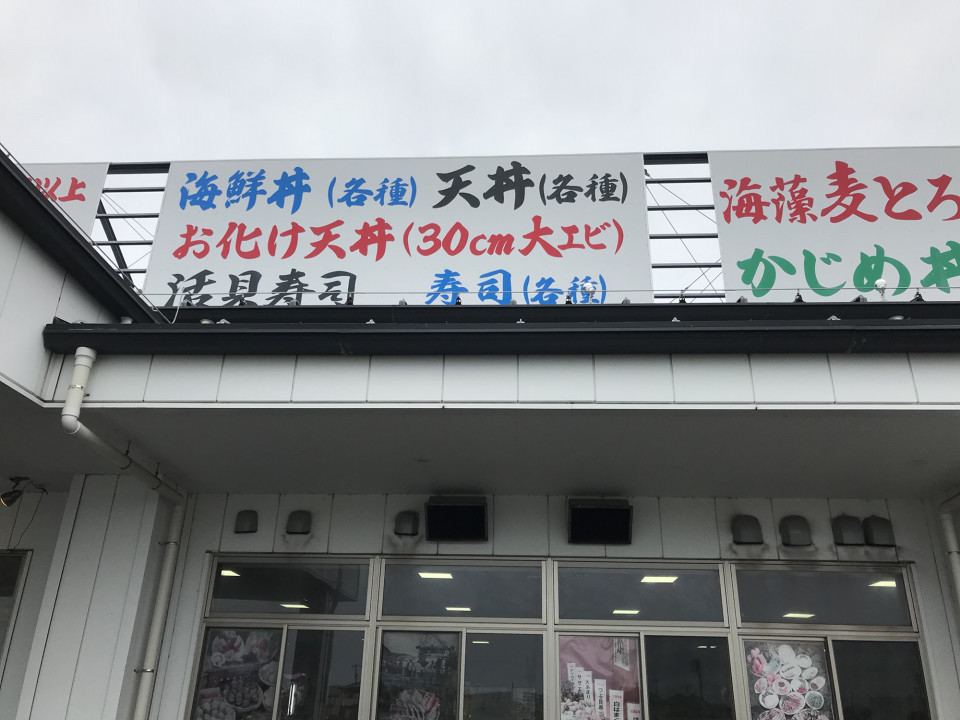 以上
海鮮丼(各種) 天丼(各種)
お化け天丼(30cm大エビ)
活貝寿司 寿司(各種)
海藻麦とろ
かじめ丼